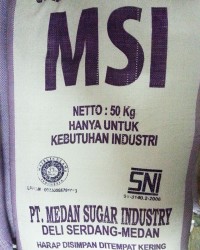 MSI
NETTO : 50 Kg
HANYA UNTUK
KEBUTUHAN INDUSTRI
SNI
PT. MEDAN SUGAR INDUSTRY
DELI SERDANG-MEDAN
HARAP DISIMPAN DITEMPAT KERING